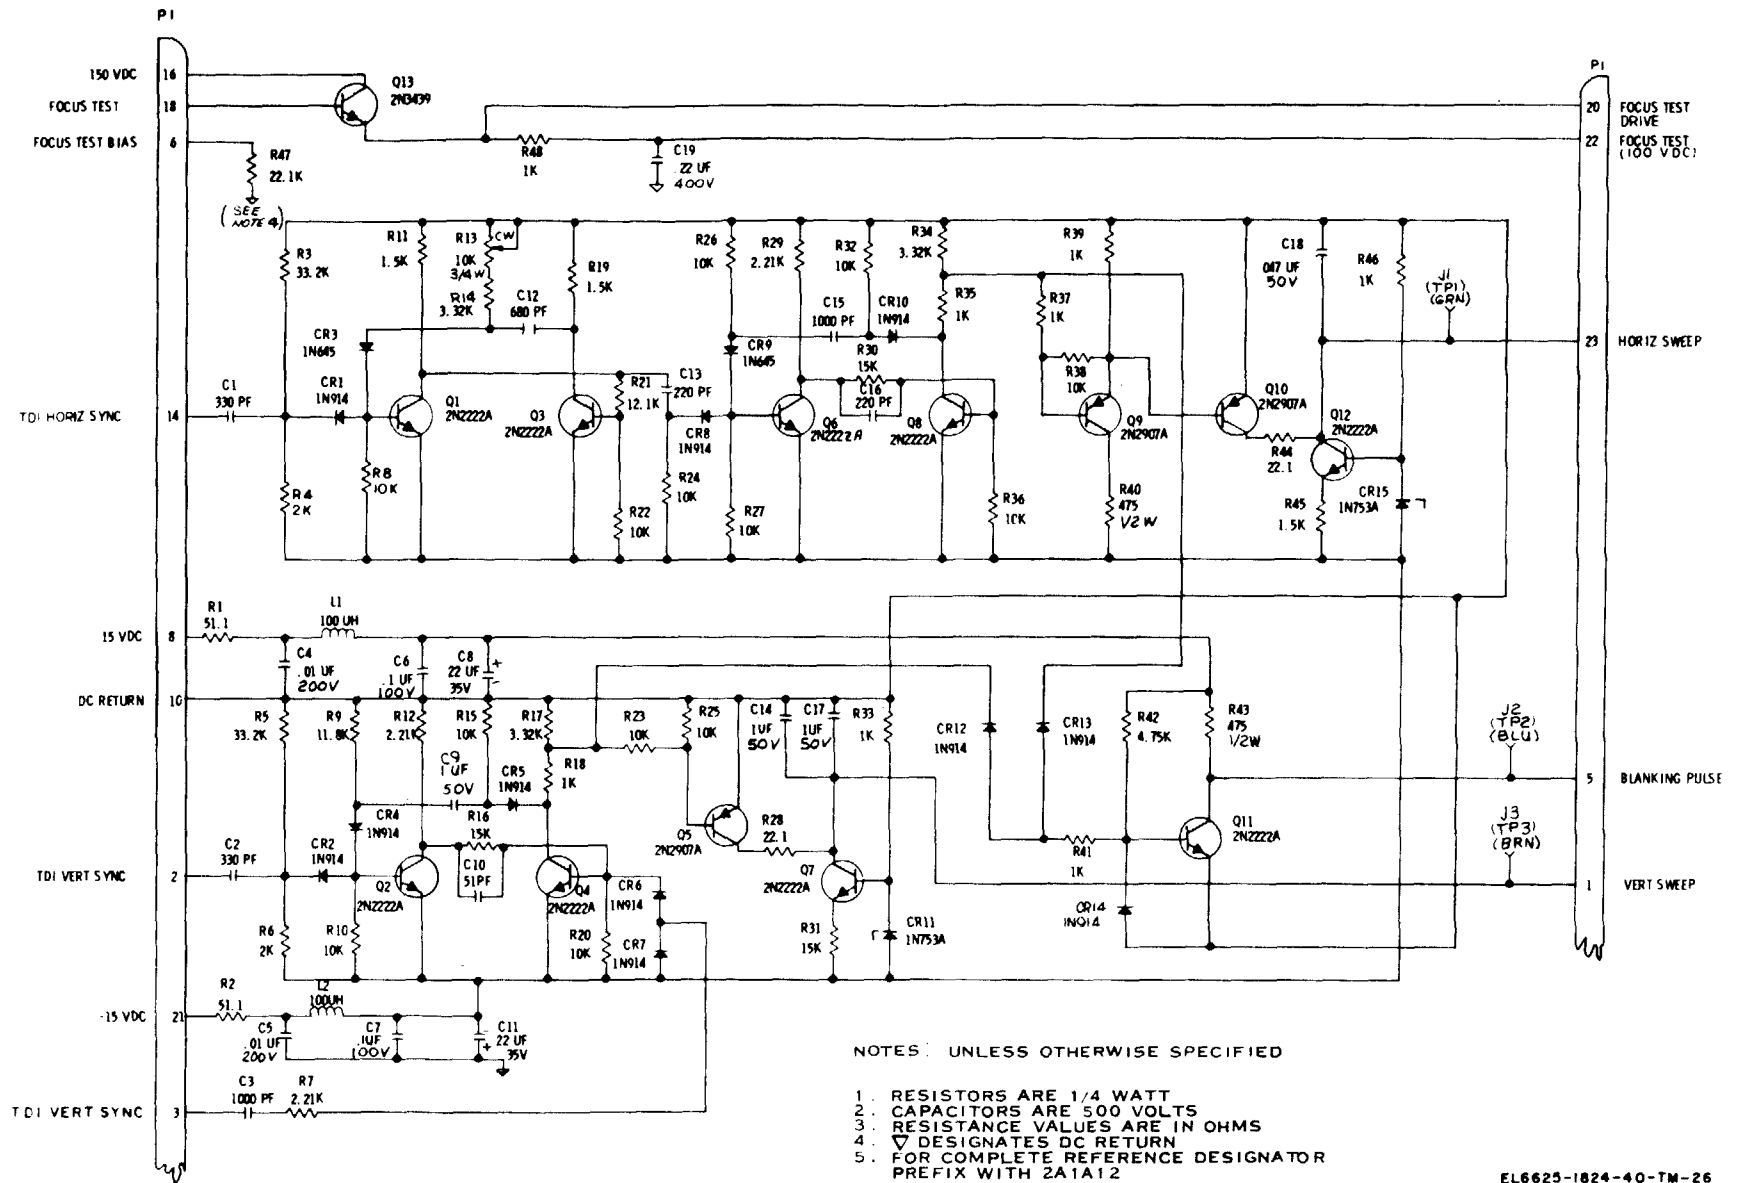 P1
P1
150 VDC
16
Q13
2N3439
FOCUS TEST
18
20
FOCUS TEST
DRIVE
FOCUS TEST BIAS
6
22
FOCUS TEST
(100 VDC)
R47
22.1K
R48
1K
C19
.22 UF
400V
(SEE
NOTE 4)
R3
33.2K
R11
1.5K
R13
10K
3/4W
CW
R14
3.32K
C12
680 PF
R19
1.5K
R26
10K
R29
2.21K
R32
10K
R34
3.32K
R39
1K
C18
.047 UF
50V
R46
1K
J1
(TP1)
(GRN)
CR3
1N645
C15
1000 PF
CR10
1N914
R35
1K
R37
1K
23
HORIZ SWEEP
CR9
1N645
R30
15K
R38
10K
C1
330 PF
CR1
1N914
Q1
2N2222A
Q3
2N2222A
R21
12.1K
C13
220 PF
C16
220 PF
Q10
2N2907A
TDI HORIZ SYNC
14
CR8
1N914
Q6
2N2222A
Q8
2N2222A
Q9
2N2907A
Q12
2N2222A
R44
22.1
R4
2K
R8
10K
R24
10K
R22
10K
R27
10K
R36
10K
R40
475
1/2W
R45
1.5K
CR15
1N753A
R1
51.1
L1
100 UH
15 VDC
8
C4
.01 UF
200V
C6
.1 UF
100V
C8
22 UF
35V
+
-
DC RETURN
10
R5
33.2K
R9
11.8K
R12
2.21K
R15
10K
R17
3.32K
R23
10K
R25
10K
C14
1UF
50V
C17
1UF
50V
R33
1K
CR12
1N914
CR13
1N914
R42
4.75K
R43
475
1/2W
J2
(TP2)
(BLU)
C9
1UF
50V
CR5
1N914
R18
1K
5
BLANKING PULSE
CR4
1N914
R16
15K
Q5
2N2907A
R28
22.1
Q11
2N2222A
J3
(TP3)
(BRN)
C2
330 PF
CR2
1N914
C10
51PF
R41
1K
TDI VERT SYNC
2
Q2
2N2222A
Q4
2N2222A
CR6
1N914
Q7
2N2222A
1
VERT SWEEP
CR14
1N914
R6
2K
R10
10K
R20
10K
CR7
1N914
R31
15K
CR11
1N753A
R2
51.1
L2
100UH
-15 VDC
21
C5
.01 UF
200V
C7
.1UF
100V
C11
22 UF
35V
-
+
C3
1000 PF
R7
2.21K
TDI VERT SYNC
3
NOTES: UNLESS OTHERWISE SPECIFIED
1. RESISTORS ARE 1/4 WATT
2. CAPACITORS ARE 500 VOLTS
3. RESISTANCE VALUES ARE IN OHMS
4. ▽ DESIGNATES DC RETURN
5. FOR COMPLETE REFERENCE DESIGNATOR
PREFIX WITH 2A1A12
EL6625-1824-40-TM-26